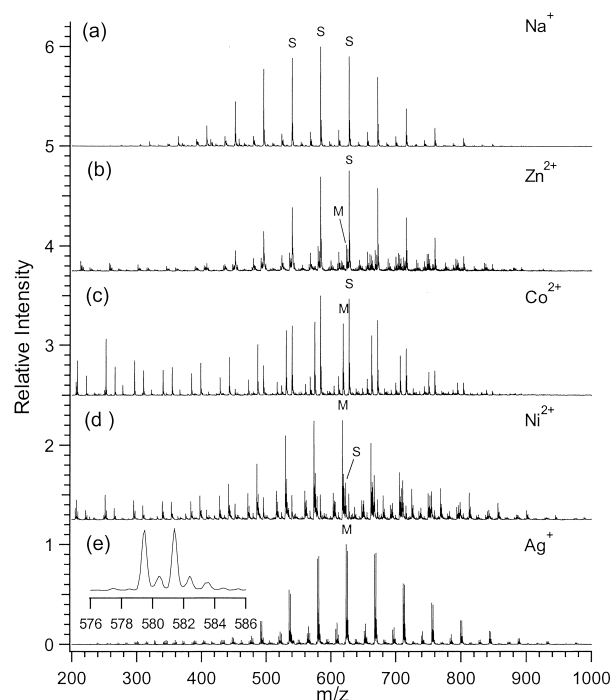 (a) S S S Na+
6
5
(b) S Zn2+
M
4
(c) S Co2+
M
3
Relative Intensity
(d ) M Ni2+
S
2
(e) M Ag+
1
576 578 580 582 584 586
0
200 300 400 500 600 700 800 900 1000
m/z